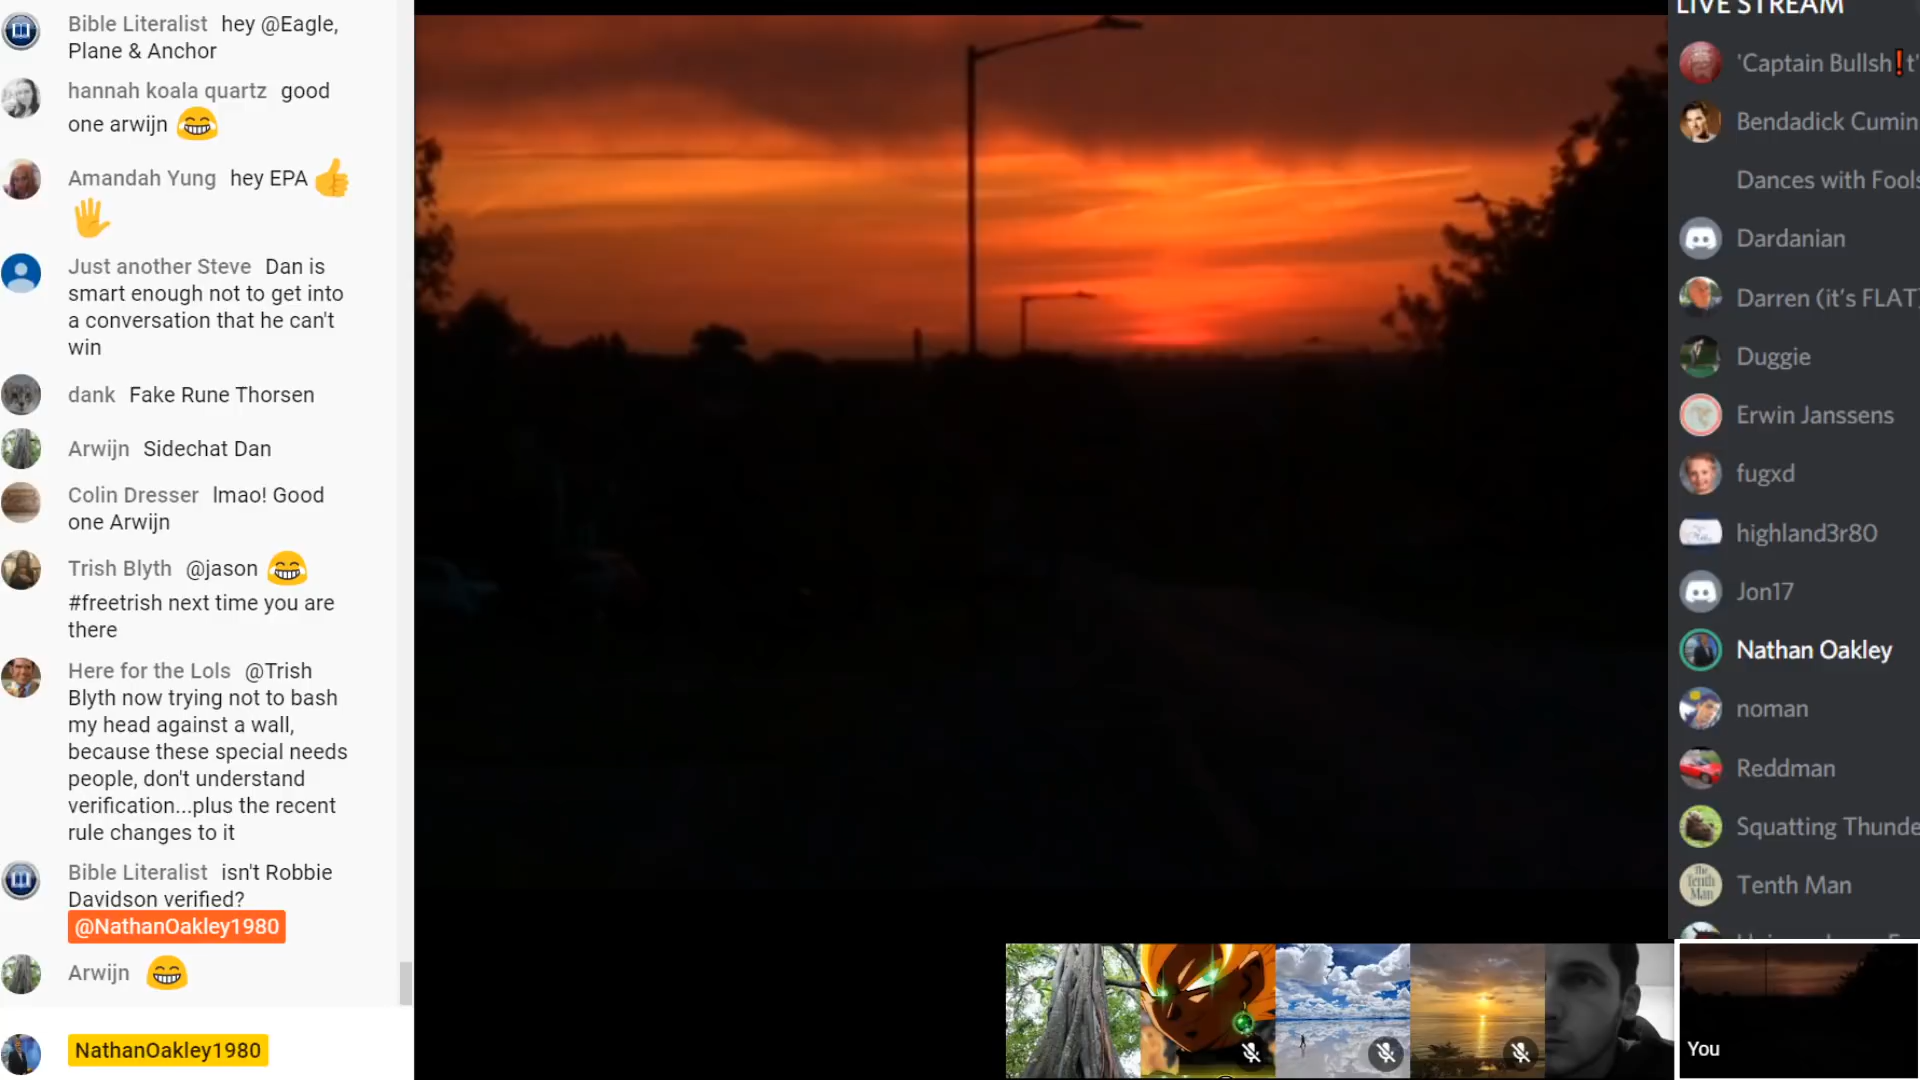 Bible Literalist hey @Eagle,
Plane & Anchor
hannah koala quartz good
one arwijn
Amandah Yung hey EPA
Just another Steve Dan is
smart enough not to get into
a conversation that he can't
win
dank Fake Rune Thorsen
Arwijn Sidechat Dan
Colin Dresser lmao! Good
one Arwijn
Trish Blyth @jason
#freetrish next time you are
there
Here for the Lols @Trish
Blyth now trying not to bash
my head against a wall,
because these special needs
people, don't understand
verification...plus the recent
rule changes to it
Bible Literalist isn't Robbie
Davidson verified?
@NathanOakley1980
Arwijn
NathanOakley1980
LIVE STREAM
'Captain Bullsh❗t'
Bendadick Cumin
Dances with Fools
Dardanian
Darren (it's FLAT)
Duggie
Erwin Janssens
fugxd
highland3r80
Jon17
Nathan Oakley
noman
Reddman
Squatting Thunde
The
Tenth
Man
Tenth Man
You